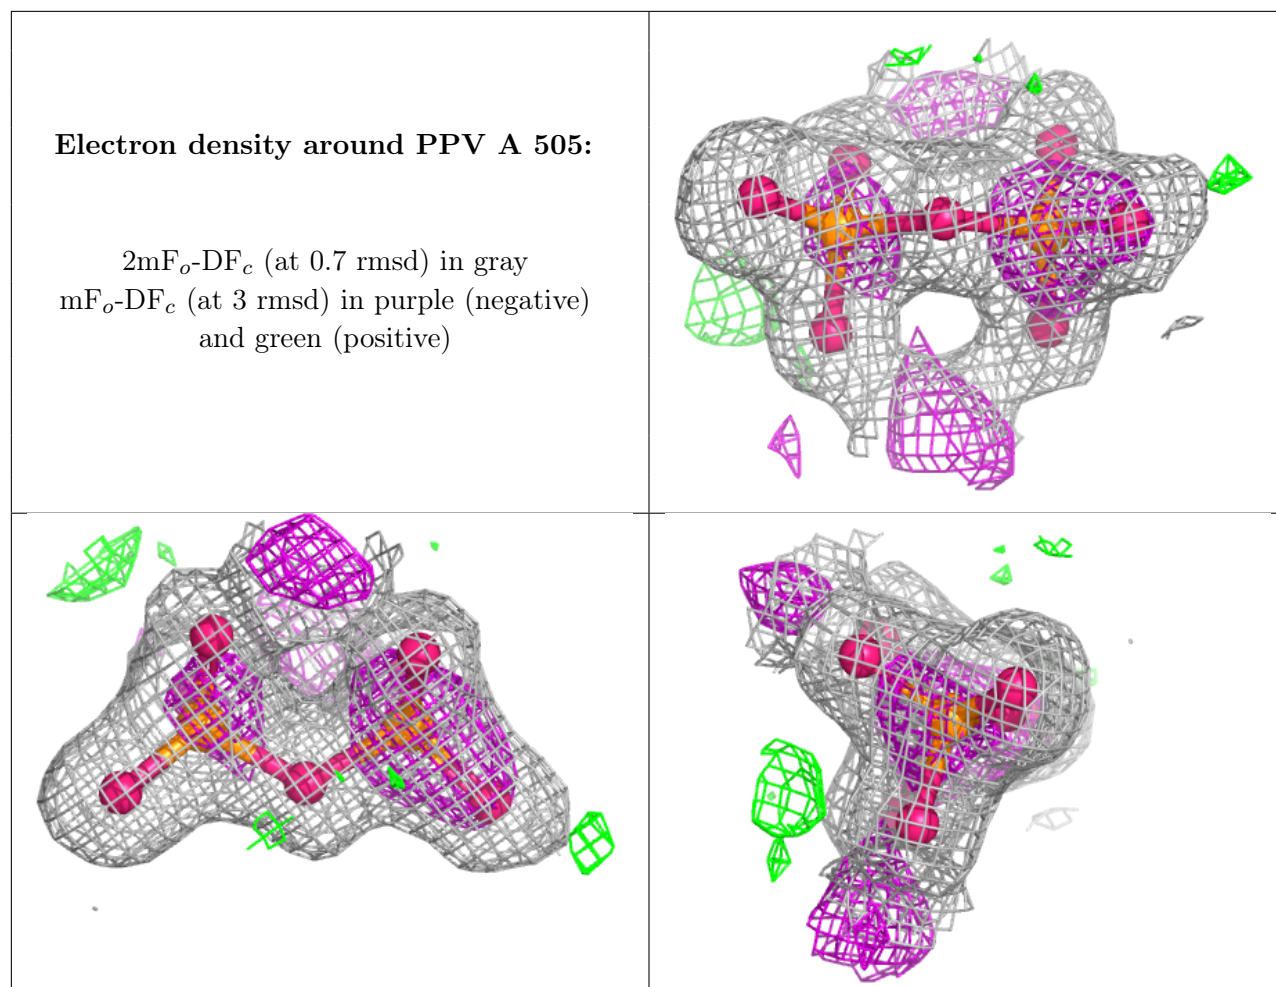 Electron density around PPV A 505:
2mFo-DFc (at 0.7 rmsd) in gray
mFo-DFc (at 3 rmsd) in purple (negative)
and green (positive)